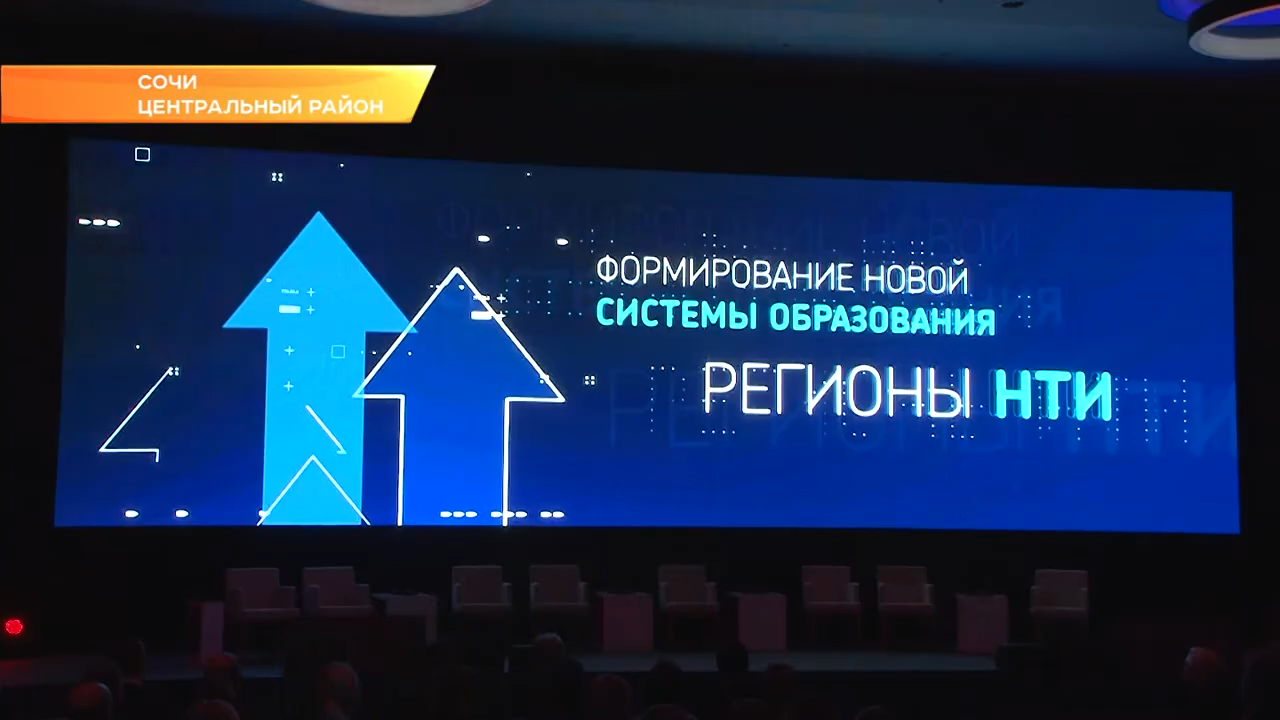 СОЧИ
ЦЕНТРАЛЬНЫЙ РАЙОН
ФОРМИРОВАНИЕ НОВОЙ
СИСТЕМЫ ОБРАЗОВАНИЯ
РЕГИОНЫ НТИ